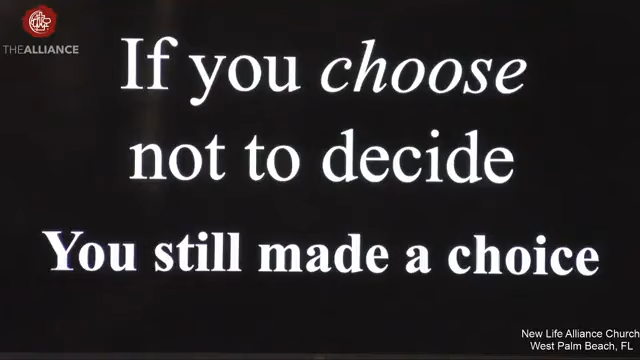 THEALLIANCE
If you choose
not to decide
You still made a choice
New Life Alliance Church
West Palm Beach, FL